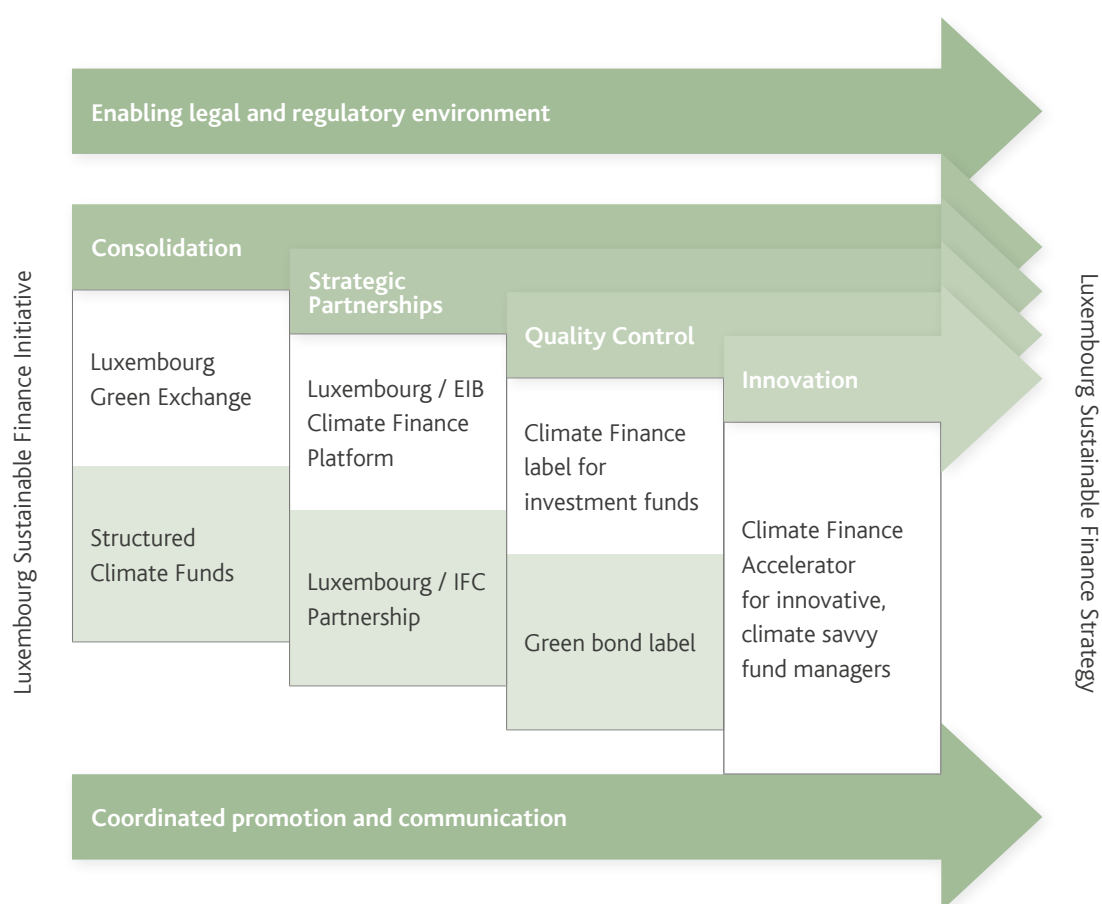 Enabling legal and regulatory environment
Luxembourg Sustainable Finance Initiative
Consolidation
Luxembourg
Green Exchange
Structured
Climate Funds
Strategic
Partnerships
Luxembourg / EIB
Climate Finance
Platform
Luxembourg / IFC
Partnership
Quality Control
Climate Finance
label for
investment funds
Green bond label
Innovation
Climate Finance
Accelerator
for innovative,
climate savvy
fund managers
Luxembourg Sustainable Finance Strategy
Coordinated promotion and communication